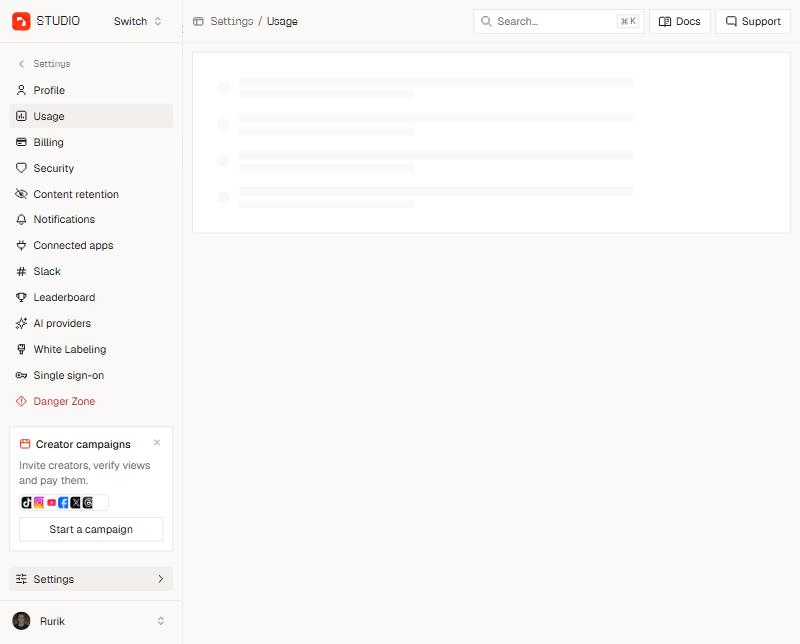 STUDIO
Switch
Settings / Usage
Search...
⌘ K
Docs
Support
Settings
Profile
Usage
Billing
Security
Content retention
Notifications
Connected apps
Slack
Leaderboard
AI providers
White Labeling
Single sign-on
Danger Zone
Creator campaigns
Invite creators, verify views
and pay them.
Start a campaign
Settings
Rurik